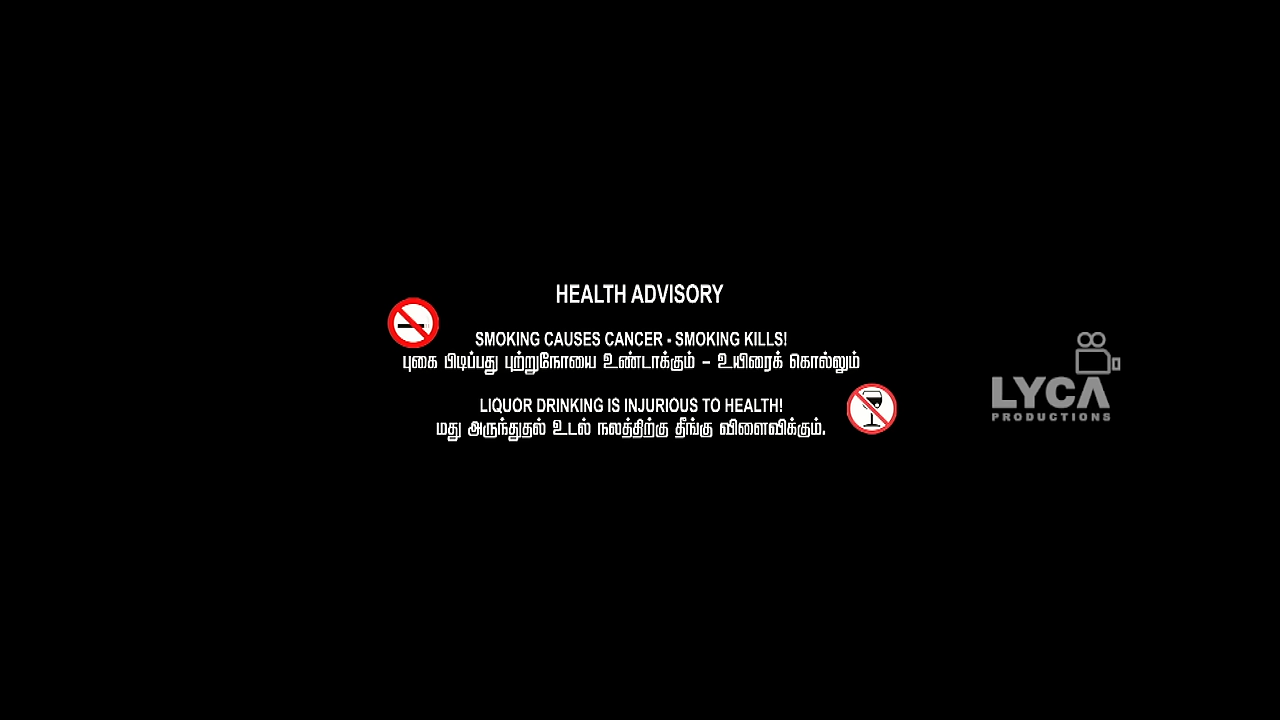 HEALTH ADVISORY
SMOKING CAUSES CANCER - SMOKING KILLS!
புகை பிடிப்பது புற்றுநோயை உண்டாக்கும் – உயிரைக் கொல்லும்
LIQUOR DRINKING IS INJURIOUS TO HEALTH!
மது அருந்துதல் உடல் நலத்திற்கு தீங்கு விளைவிக்கும்.
LYCA
PRODUCTIONS